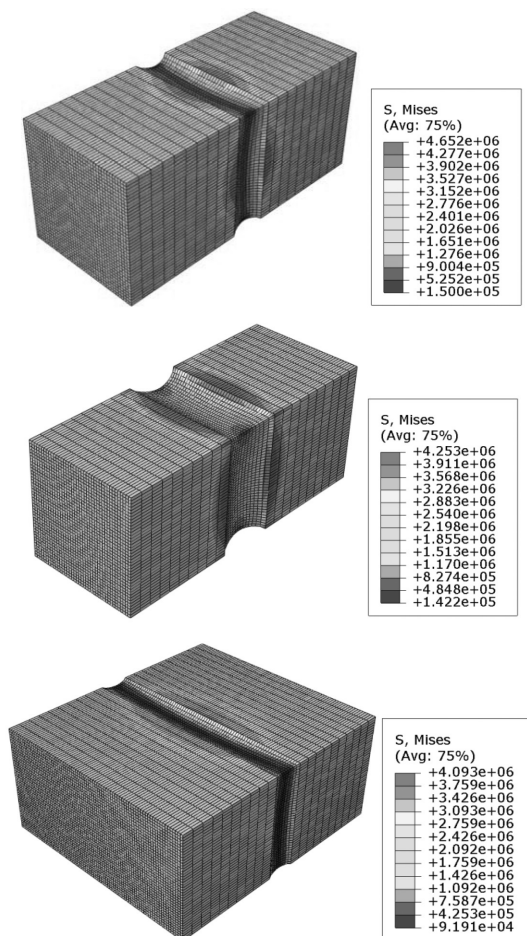 S, Mises
(Avg: 75%)
+4.652e+06
+4.277e+06
+3.902e+06
+3.527e+06
+3.152e+06
+2.776e+06
+2.401e+06
+2.026e+06
+1.651e+06
+1.276e+06
+9.004e+05
+5.252e+05
+1.500e+05
S, Mises
(Avg: 75%)
+4.253e+06
+3.911e+06
+3.568e+06
+3.226e+06
+2.883e+06
+2.540e+06
+2.198e+06
+1.855e+06
+1.513e+06
+1.170e+06
+8.274e+05
+4.848e+05
+1.422e+05
S, Mises
(Avg: 75%)
+4.093e+06
+3.759e+06
+3.426e+06
+3.093e+06
+2.759e+06
+2.426e+06
+2.092e+06
+1.759e+06
+1.426e+06
+1.092e+06
+7.587e+05
+4.253e+05
+9.191e+04